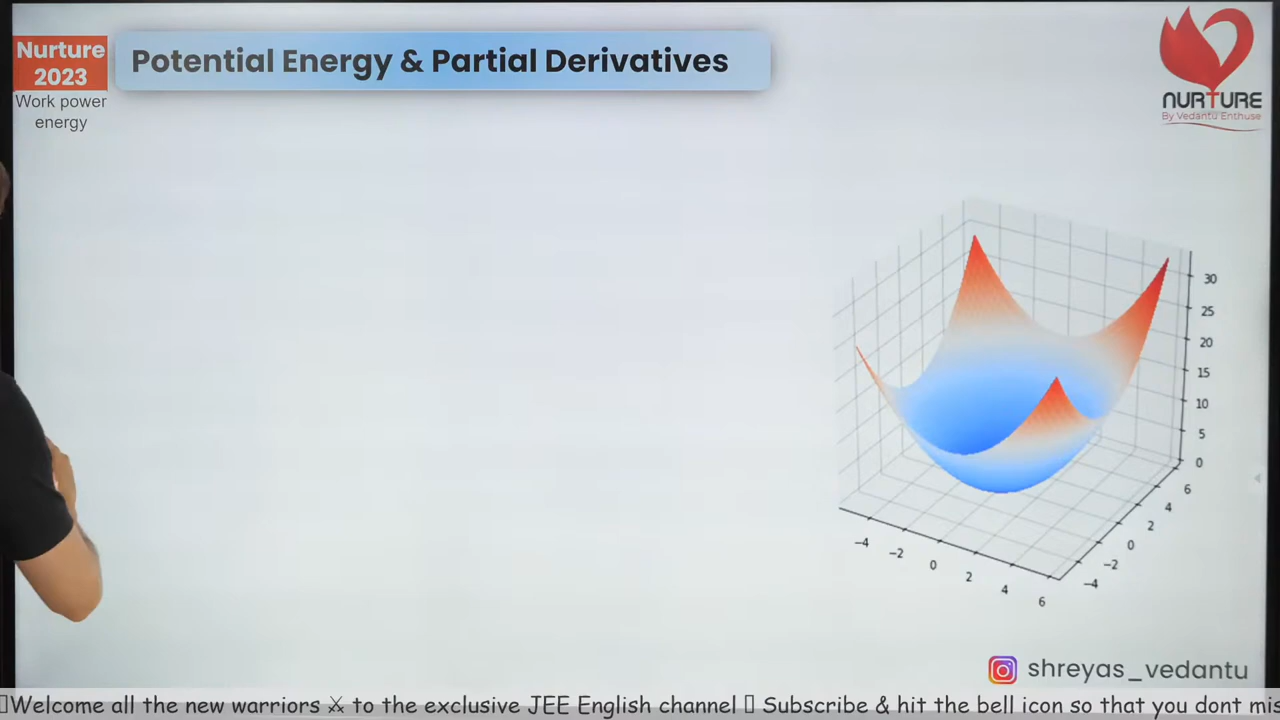 Nurture
2023
Work power
energy
Potential Energy & Partial Derivatives
NURTURE
By Vedantu Enthuse
30
25
20
15
10
5
0
6
4
2
0
−2
−4
−4
−2
0
2
4
6
shreyas_vedantu
Welcome all the new warriors ⚔ to the exclusive JEE English channel Subscribe & hit the bell icon so that you dont mis